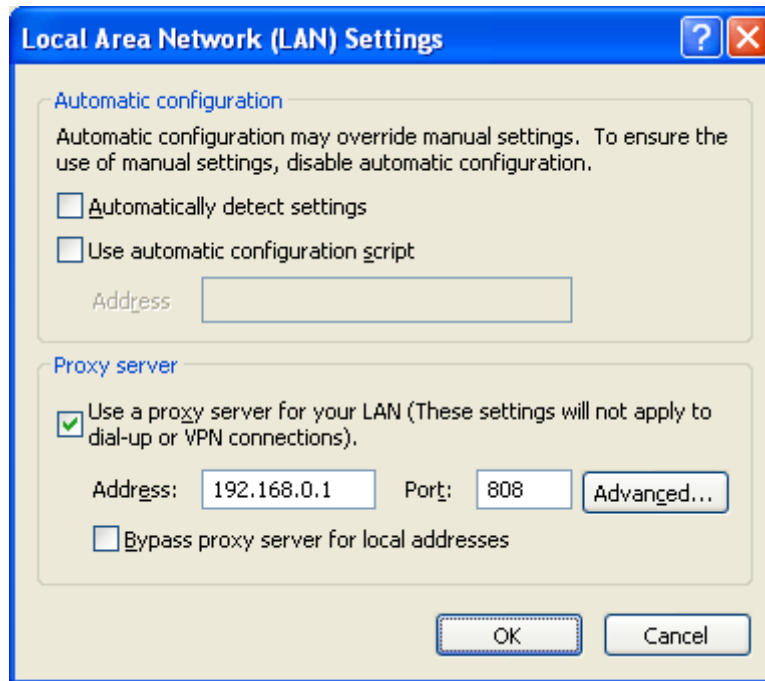 Local Area Network (LAN) Settings
Automatic configuration
Automatic configuration may override manual settings. To ensure the
use of manual settings, disable automatic configuration.
Automatically detect settings
Use automatic configuration script
Address
Proxy server
Use a proxy server for your LAN (These settings will not apply to
dial-up or VPN connections).
Address: 192.168.0.1 Port: 808 Advanced...
Bypass proxy server for local addresses
OK Cancel